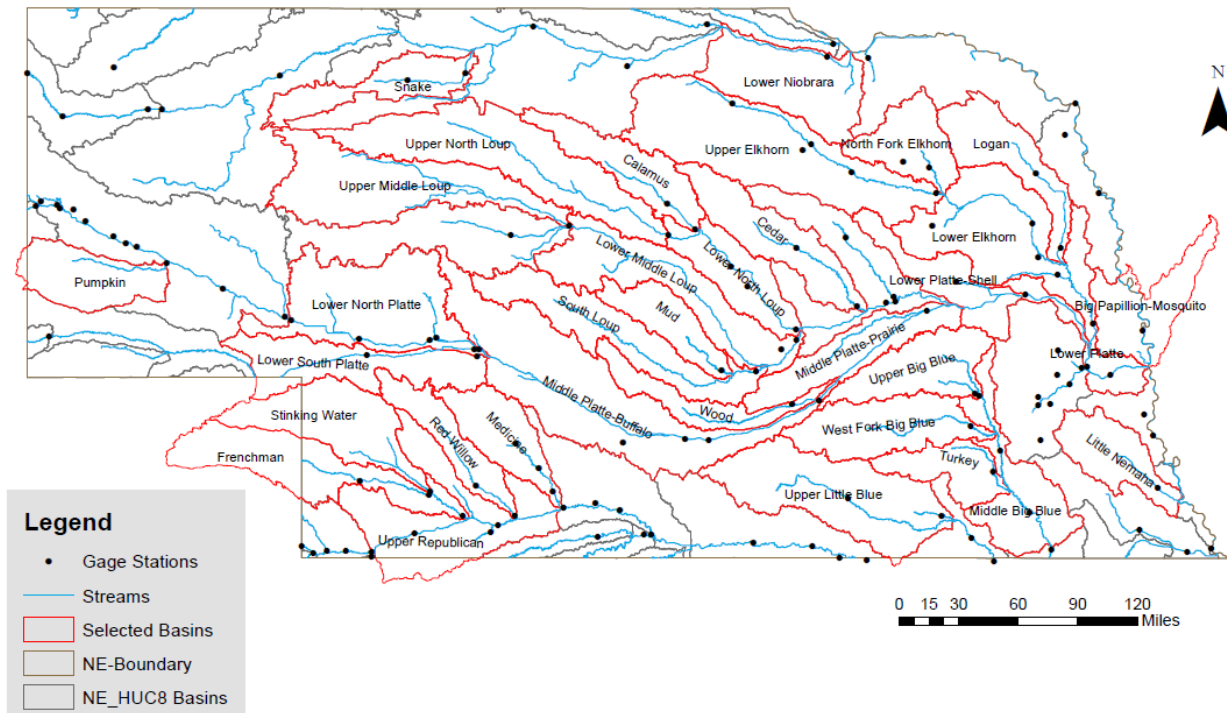 Snake
Lower Niobrara
Upper North Loup
Upper Elkhorn
North Fork Elkhorn
Logan
N
Calamus
Upper Middle Loup
Cedar
Lower Elkhorn
Pumpkin
Lower North Platte
Lower Middle Loup
Lower North Loup
Lower Platte-Shell
Big Papillion-Mosquito
South Loup
Mud
Middle Platte-Prairie
Lower South Platte
Lower Platte
Upper Big Blue
Middle Platte-Buffalo
Wood
Stinking Water
Red Willow
Medicine
West Fork Big Blue
Frenchman
Turkey
Little Nemaha
Upper Little Blue
Middle Big Blue
Upper Republican
Legend
Gage Stations
Streams
Selected Basins
NE-Boundary
NE_HUC8 Basins
0 15 30 60 90 120
Miles